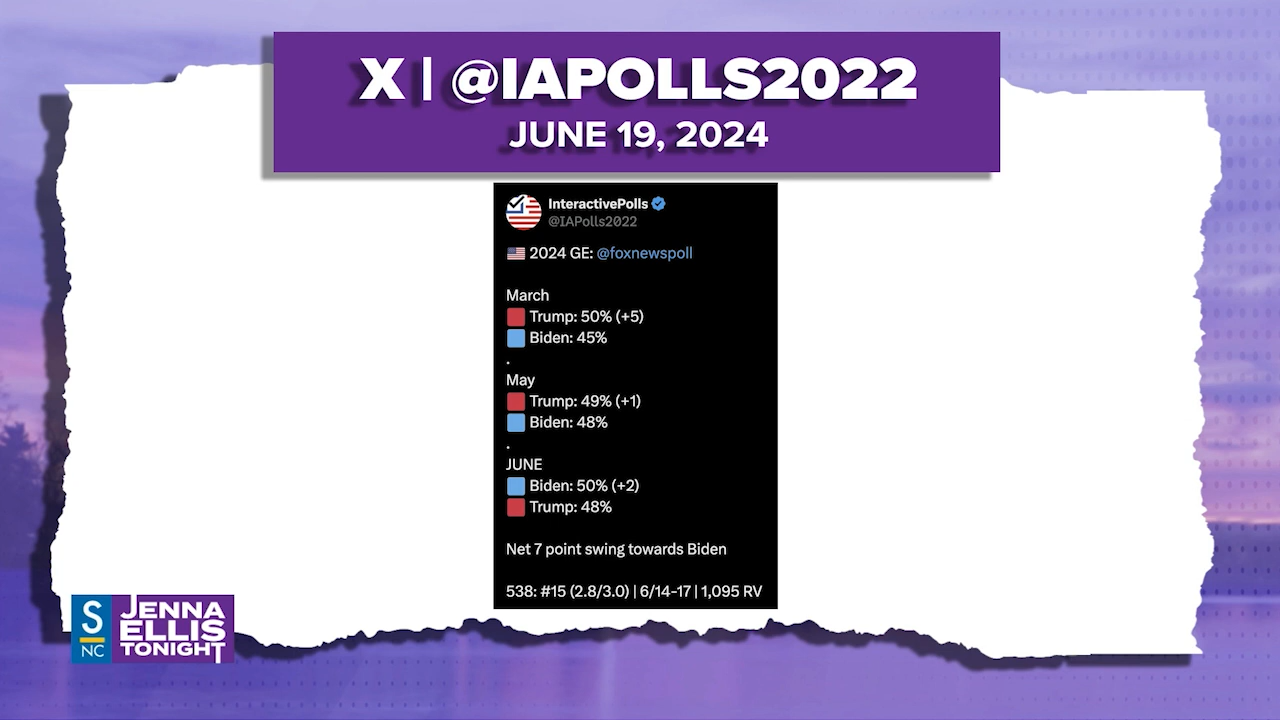 X | @IAPOLLS2022
JUNE 19, 2024
InteractivePolls
@IAPolls2022
2024 GE: @foxnewspoll
March
Trump: 50% (+5)
Biden: 45%
.
May
Trump: 49% (+1)
Biden: 48%
.
JUNE
Biden: 50% (+2)
Trump: 48%
Net 7 point swing towards Biden
538: #15 (2.8/3.0) | 6/14-17 | 1,095 RV
S
NC
JENNA
ELLIS
TONIGHT